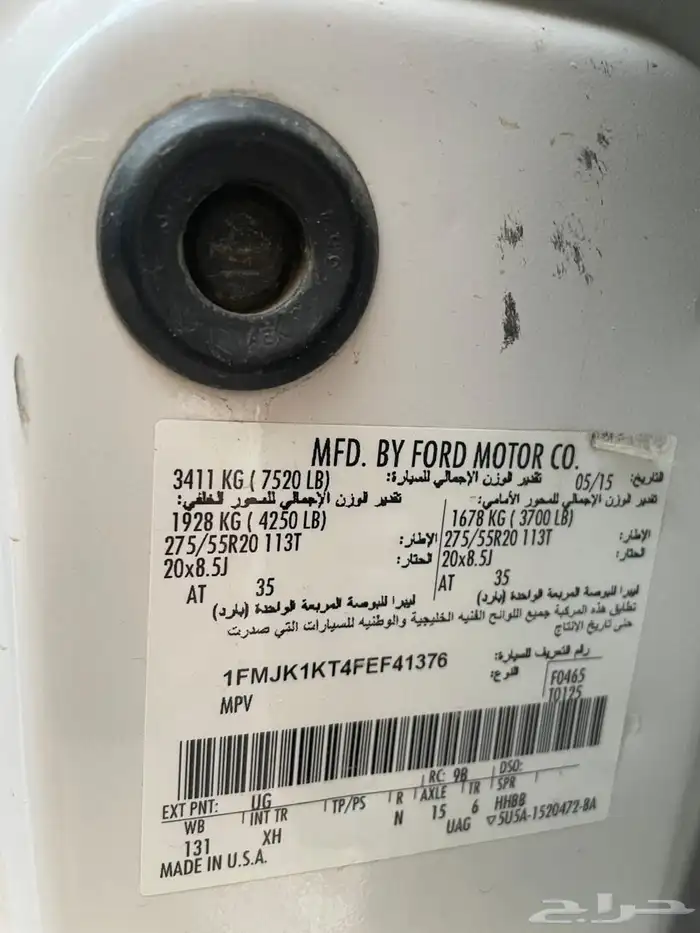 MFD. BY FORD MOTOR CO.
التاريخ: 05/15 تقدير الوزن الإجمالي للسيارة: 3411 KG ( 7520 LB)
تقدير الوزن الإجمالي للمحور الأمامي: تقدير الوزن الإجمالي للمحور الخلفي:
1678 KG ( 3700 LB) 1928 KG ( 4250 LB)
الإطار: 275/55R20 113T الإطار: 275/55R20 113T
الحتار: 20x8.5J الحتار: 20x8.5J
AT 35 AT 35
ليبرا للبوصة المربعة الواحدة (بارد) ليبرا للبوصة المربعة الواحدة (بارد)
تطابق هذه المركبة جميع اللوائح الفنيه الخليجية والوطنيه للسيارات التي صدرت
حتى تاريخ الإنتاج
رقم التعريف للسيارة: 1FMJK1KT4FEF41376
النوع: MPV
F0465
T0125
RC: 9B DSO:
EXT PNT: UG
WB INT TR TP/PS R AXLE TR SPR
131 XH N 15 6 HHBB
UAG ▽5U5A-1520472-8A
MADE IN U.S.A.
حراج